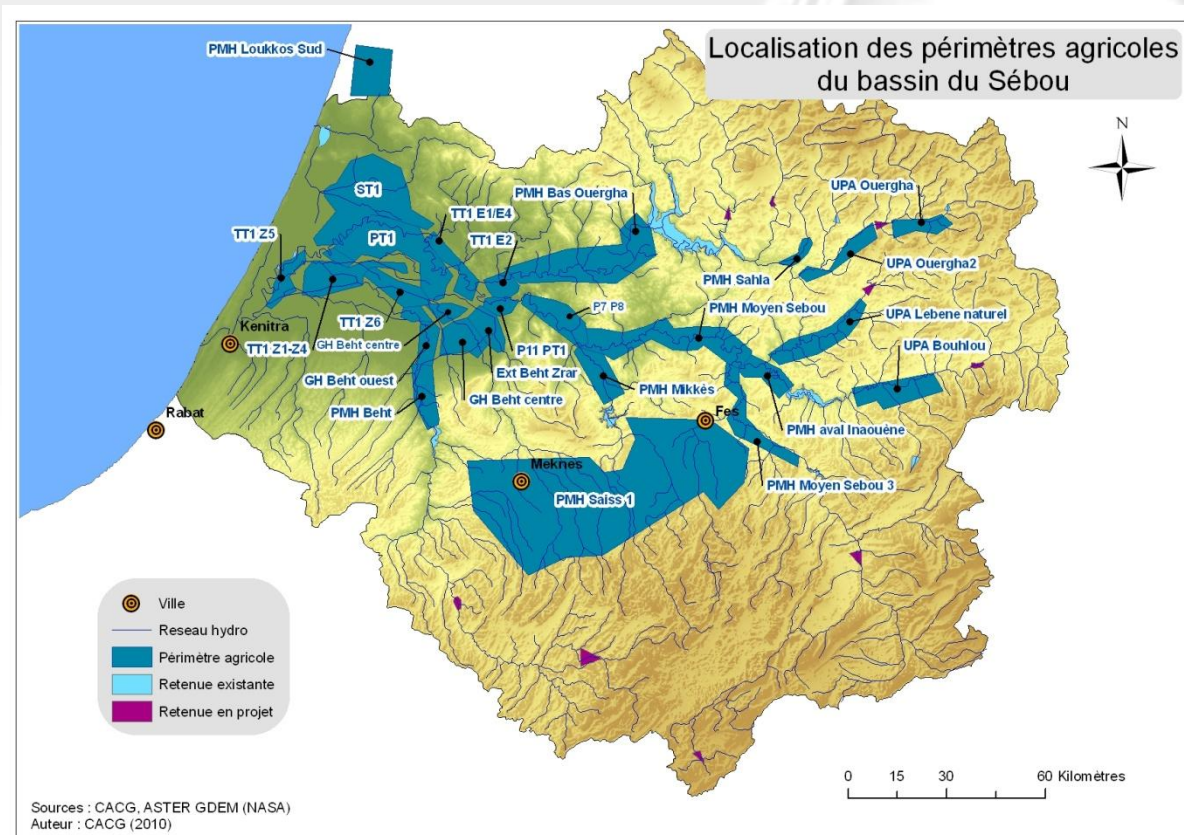 Localisation des périmètres agricoles
du bassin du Sébou
N
PMH Loukkos Sud
ST1
PT1
TT1 E1/E4
TT1 E2
PMH Bas Ouergha
UPA Ouergha
TT1 Z5
PMH Sahla
UPA Ouergha2
P7 P8
PMH Moyen Sebou
UPA Lebene naturel
Kenitra
TT1 Z6
TT1 Z1-Z4
GH Beht centre
P11 PT1
UPA Bouhlou
Ext Beht Zrar
GH Beht ouest
GH Beht centre
PMH Mikkés
PMH Beht
Rabat
Fes
PMH aval Inaouéne
Meknes
PMH Saiss 1
PMH Moyen Sebou 3
Ville
Reseau hydro
Périmètre agricole
Retenue existante
Retenue en projet
0 15 30 60 Kilomètres
Sources : CACG, ASTER GDEM (NASA)
Auteur : CACG (2010)